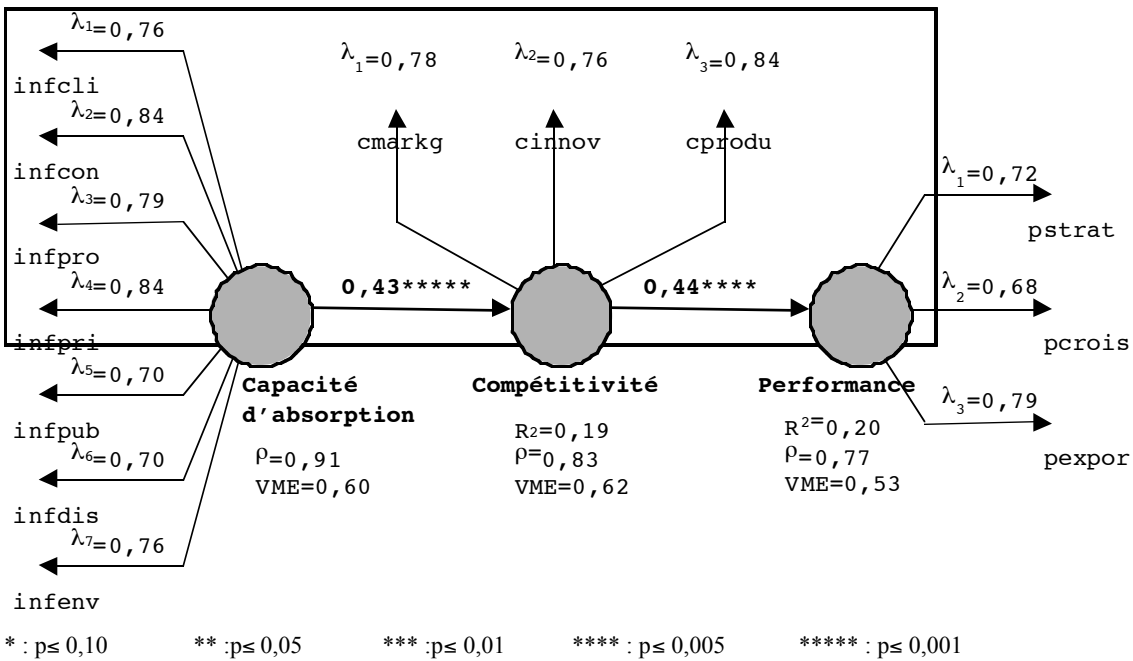 λ1=0,76
infcli
λ2=0,84
infcon
λ3=0,79
infpro
λ4=0,84
infpri
λ5=0,70
infpub
λ6=0,70
infdis
λ7=0,76
infenv
λ1=0,78
cmarkg
λ2=0,76
cinnov
λ3=0,84
cprodu
λ1=0,72
pstrat
λ2=0,68
pcrois
λ3=0,79
pexpor
0,43*****
0,44****
Capacité
d'absorption
ρ=0,91
VME=0,60
Compétitivité
R2=0,19
ρ=0,83
VME=0,62
Performance
R²=0,20
ρ=0,77
VME=0,53
* : p≤ 0,10 ** :p≤ 0,05 *** :p≤ 0,01 **** : p≤ 0,005 ***** : p≤ 0,001